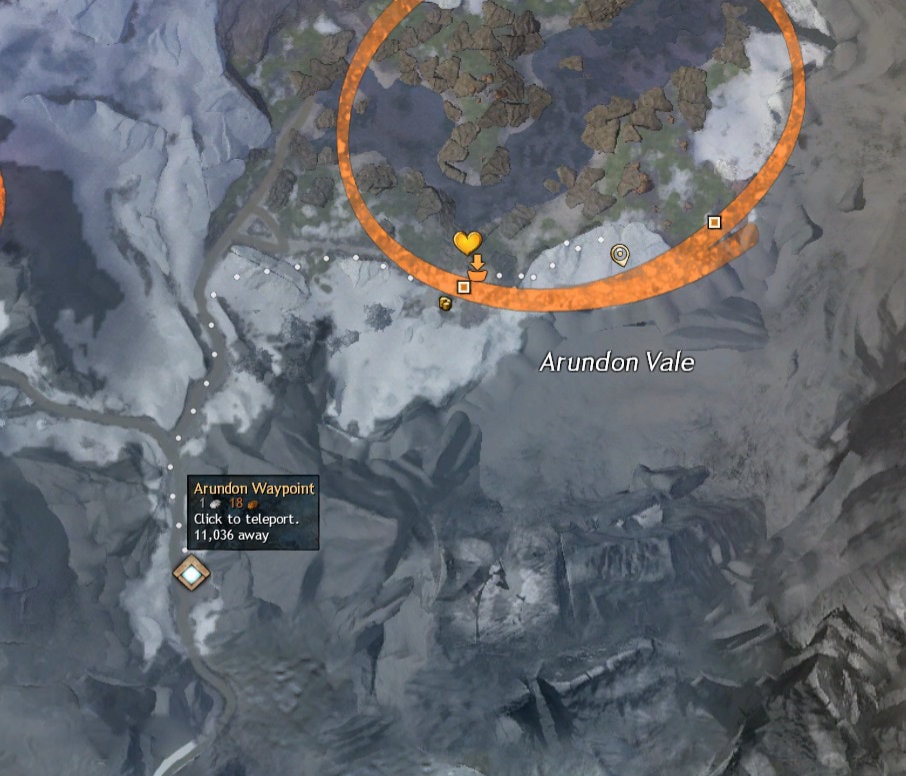 Arundon Vale
Arundon Waypoint
1 18
Click to teleport.
11,036 away